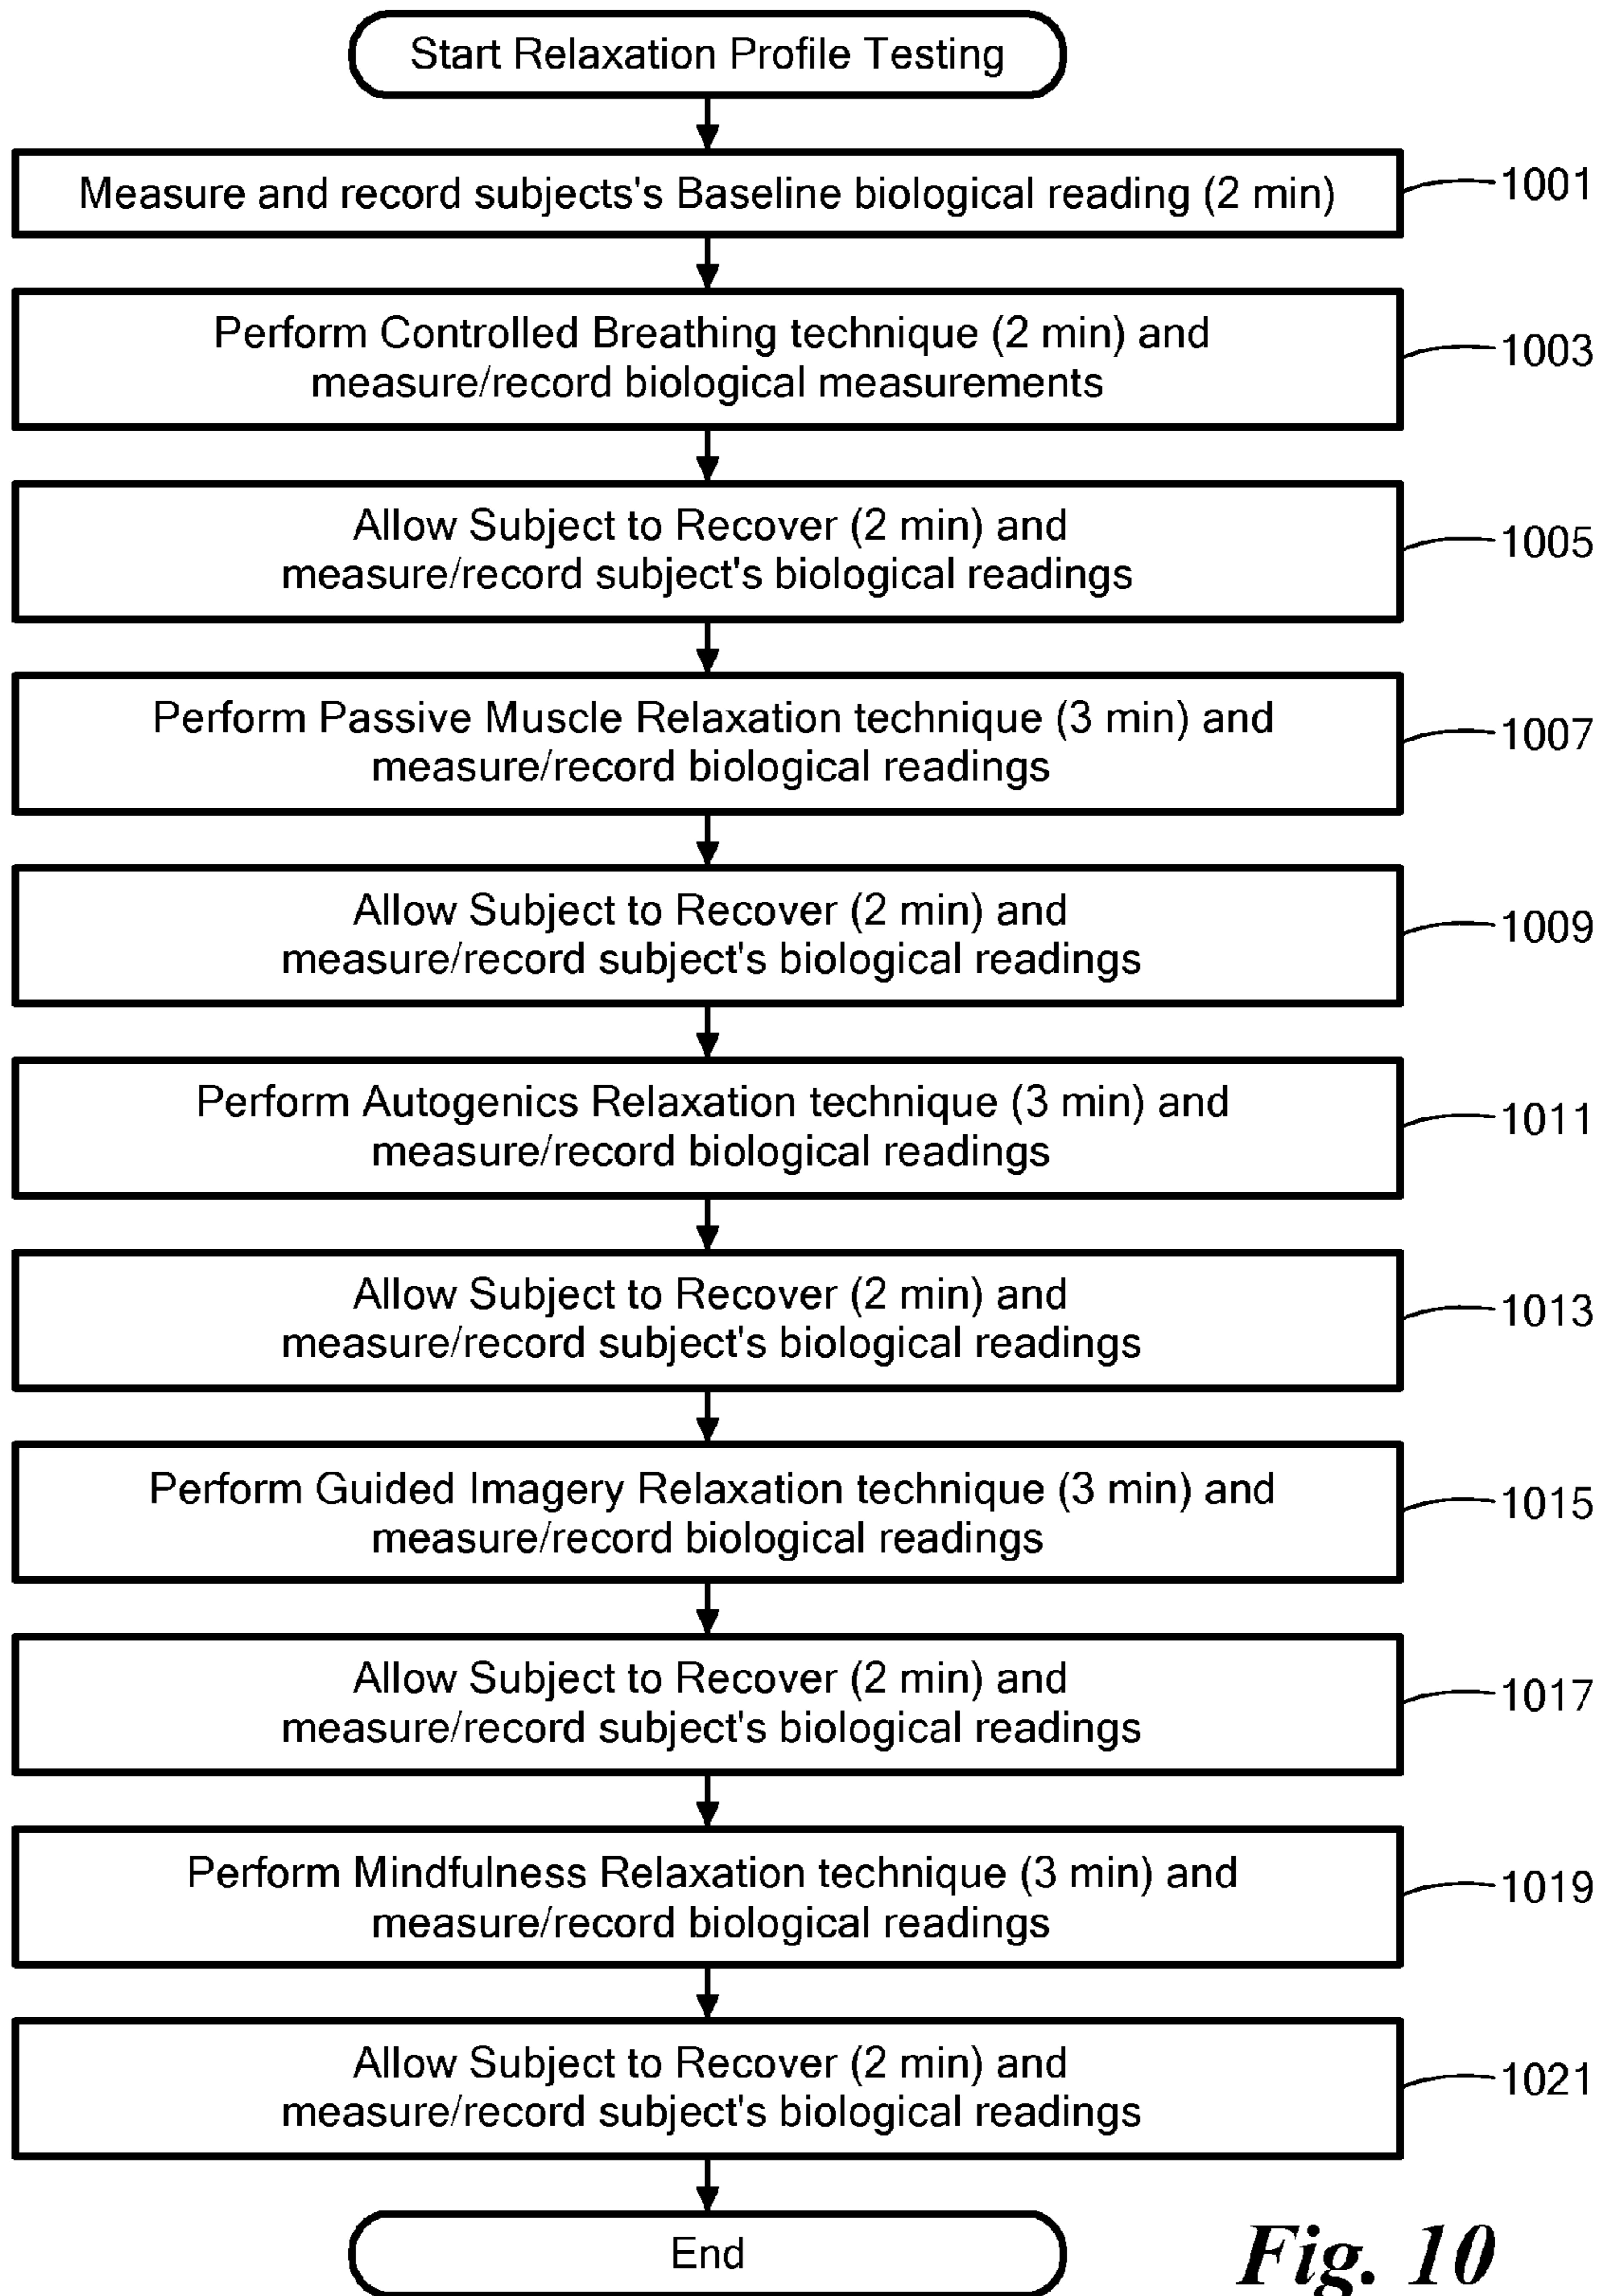 Start Relaxation Profile Testing
Measure and record subjects's Baseline biological reading (2 min)
1001
Perform Controlled Breathing technique (2 min) and
measure/record biological measurements
1003
Allow Subject to Recover (2 min) and
measure/record subject's biological readings
1005
Perform Passive Muscle Relaxation technique (3 min) and
measure/record biological readings
1007
Allow Subject to Recover (2 min) and
measure/record subject's biological readings
1009
Perform Autogenics Relaxation technique (3 min) and
measure/record biological readings
1011
Allow Subject to Recover (2 min) and
measure/record subject's biological readings
1013
Perform Guided Imagery Relaxation technique (3 min) and
measure/record biological readings
1015
Allow Subject to Recover (2 min) and
measure/record subject's biological readings
1017
Perform Mindfulness Relaxation technique (3 min) and
measure/record biological readings
1019
Allow Subject to Recover (2 min) and
measure/record subject's biological readings
1021
End
Fig. 10